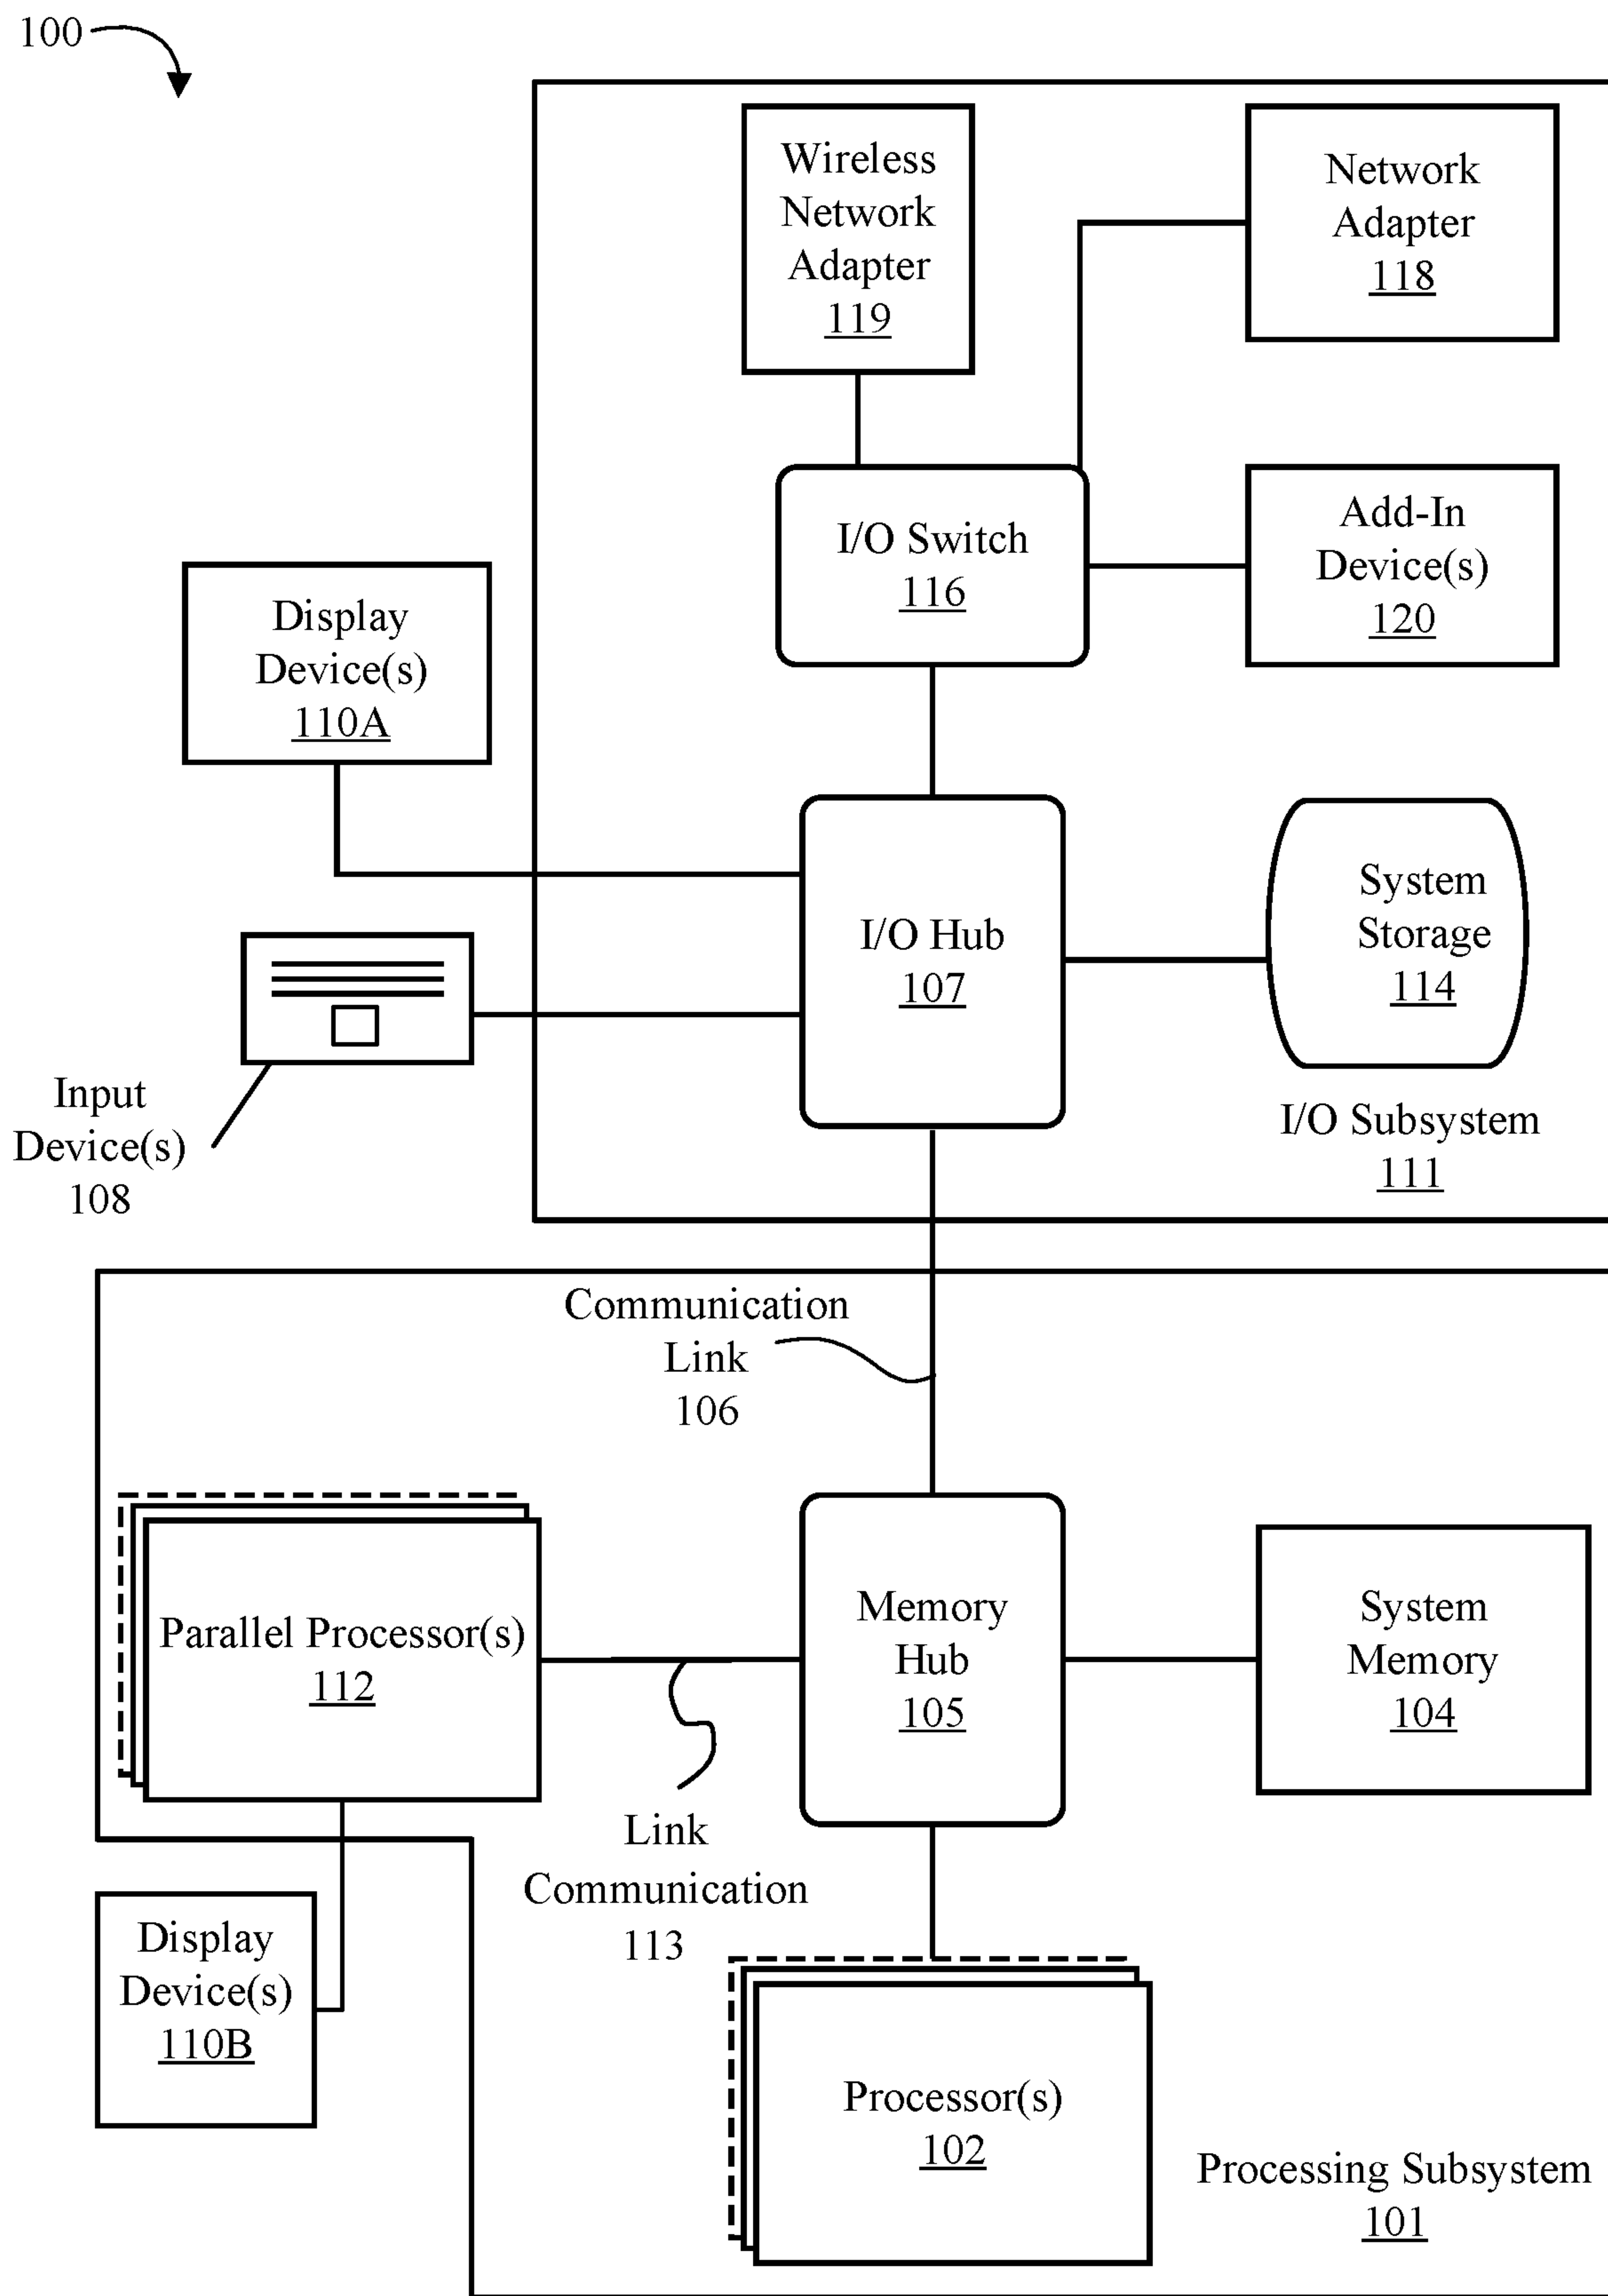 100
Wireless
Network
Adapter
119
Network
Adapter
118
I/O Switch
116
Add-In
Device(s)
120
Display
Device(s)
110A
I/O Hub
107
System
Storage
114
Input
Device(s)
108
I/O Subsystem
111
Communication
Link
106
Parallel Processor(s)
112
Memory
Hub
105
System
Memory
104
Link
Communication
113
Display
Device(s)
110B
Processor(s)
102
Processing Subsystem
101